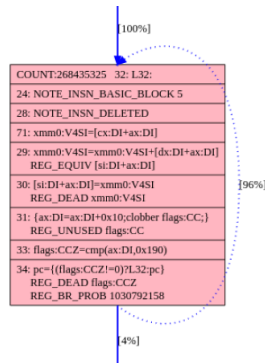 [100%]
COUNT:268435325 32: L32:
24: NOTE_INSN_BASIC_BLOCK 5
28: NOTE_INSN_DELETED
71: xmm0:V4SI=[cx:DI+ax:DI]
29: xmm0:V4SI=xmm0:V4SI+[dx:DI+ax:DI]
REG_EQUIV [si:DI+ax:DI]
30: [si:DI+ax:DI]=xmm0:V4SI
REG_DEAD xmm0:V4SI
[96%]
31: {ax:DI=ax:DI+0x10;clobber flags:CC;}
REG_UNUSED flags:CC
33: flags:CCZ=cmp(ax:DI,0x190)
34: pc={(flags:CCZ!=0)?L32:pc}
REG_DEAD flags:CCZ
REG_BR_PROB 1030792158
[4%]